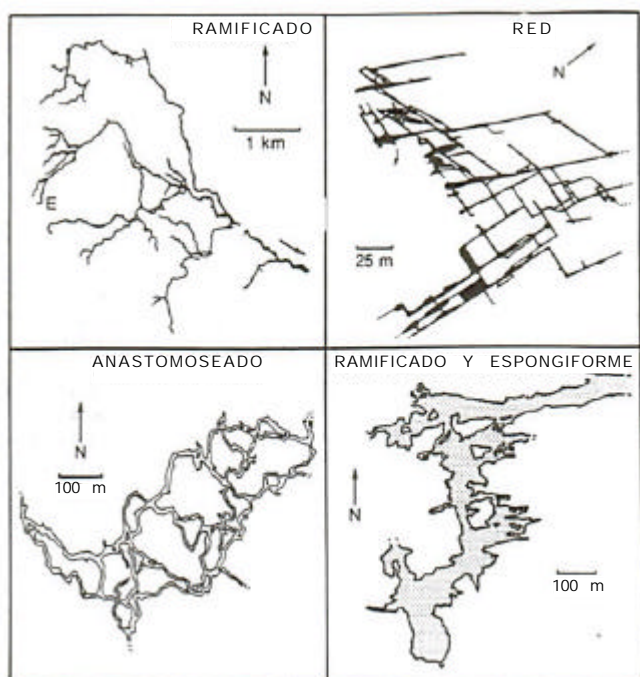 RAMIFICADO
N
1 km
E
RED
N
25 m
ANASTOMOSEADO
N
100 m
RAMIFICADO Y ESPONGIFORME
N
100 m